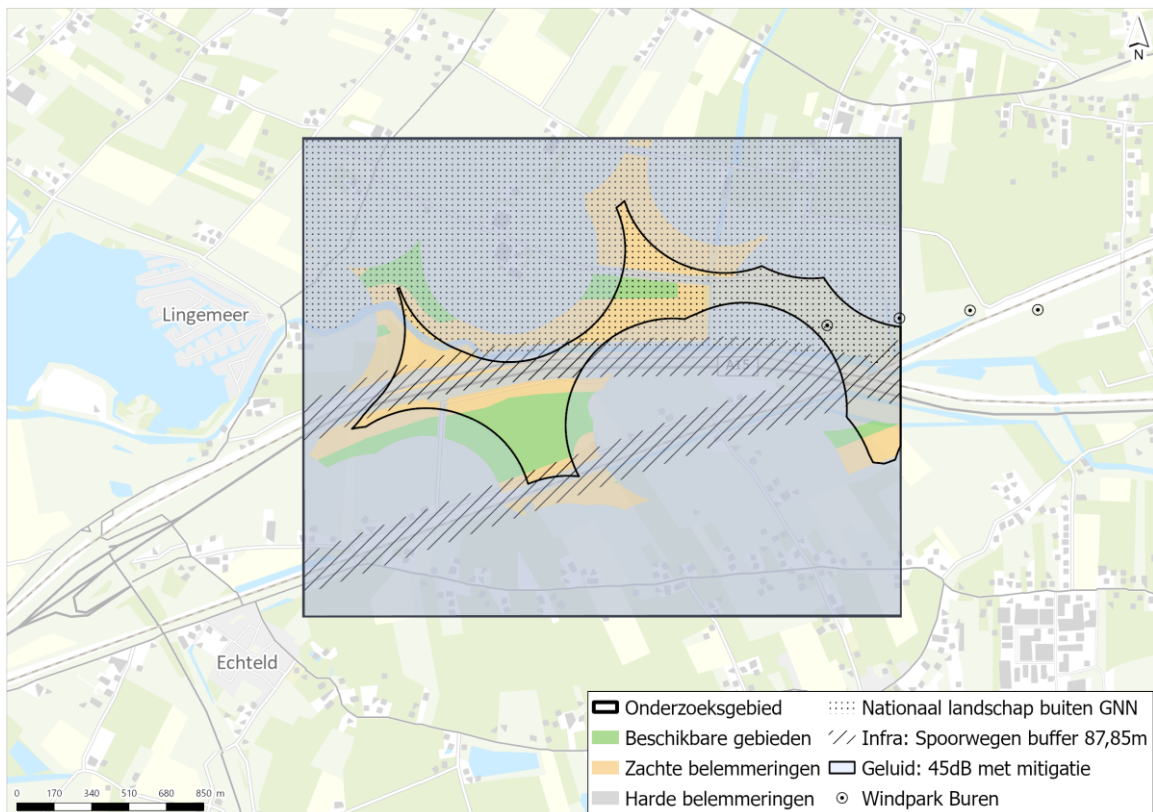 N
Lingemeer
A15
Echteld
Onderzoeksgebied
Beschikbare gebieden
Zachte belemmeringen
Harde belemmeringen
Nationaal landschap buiten GNN
Infra: Spoorwegen buffer 87,85m
Geluid: 45dB met mitigatie
Windpark Buren
0 170 340 510 680 850 m